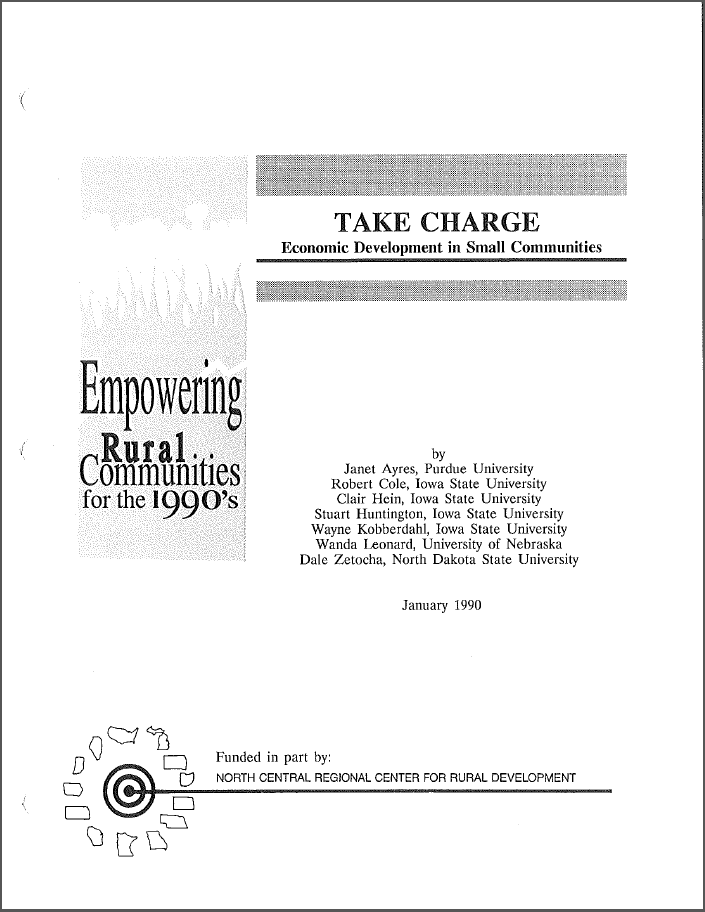 TAKE CHARGE
Economic Development in Small Communities
Empowering
Rural
Communities
for the 1990's
by
Janet Ayres, Purdue University
Robert Cole, Iowa State University
Clair Hein, Iowa State University
Stuart Huntington, Iowa State University
Wayne Kobberdahl, Iowa State University
Wanda Leonard, University of Nebraska
Dale Zetocha, North Dakota State University
January 1990
Funded in part by:
NORTH CENTRAL REGIONAL CENTER FOR RURAL DEVELOPMENT